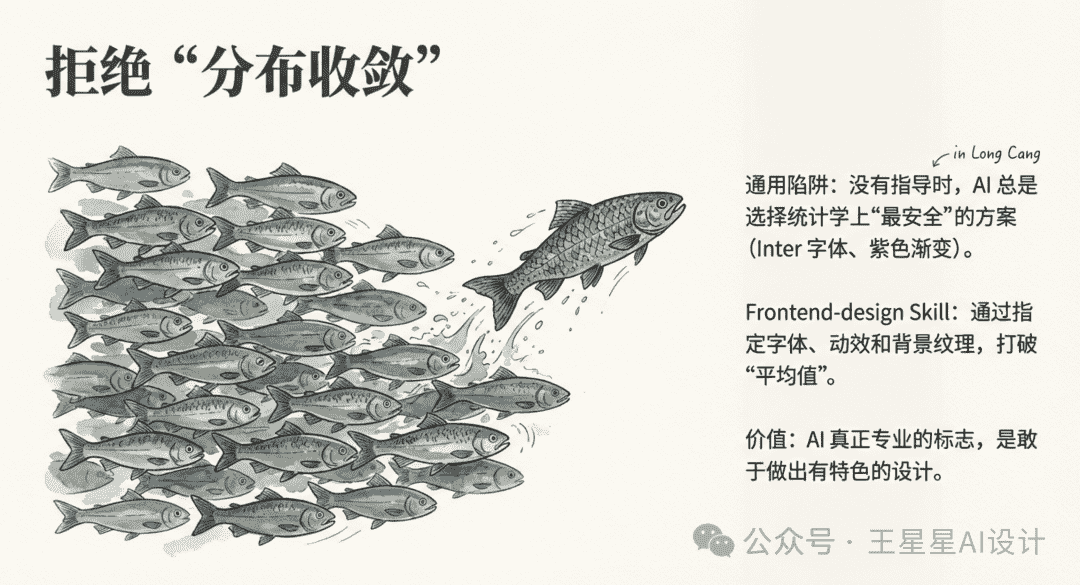 拒绝“分布收敛”
in Long Cang
通用陷阱：没有指导时，AI 总是
选择统计学上“最安全”的方案
（Inter 字体、紫色渐变）。
Frontend-design Skill：通过指
定字体、动效和背景纹理，打破
“平均值”。
价值：AI 真正专业的标志，是敢
于做出有特色的设计。
公众号 · 王星星AI设计